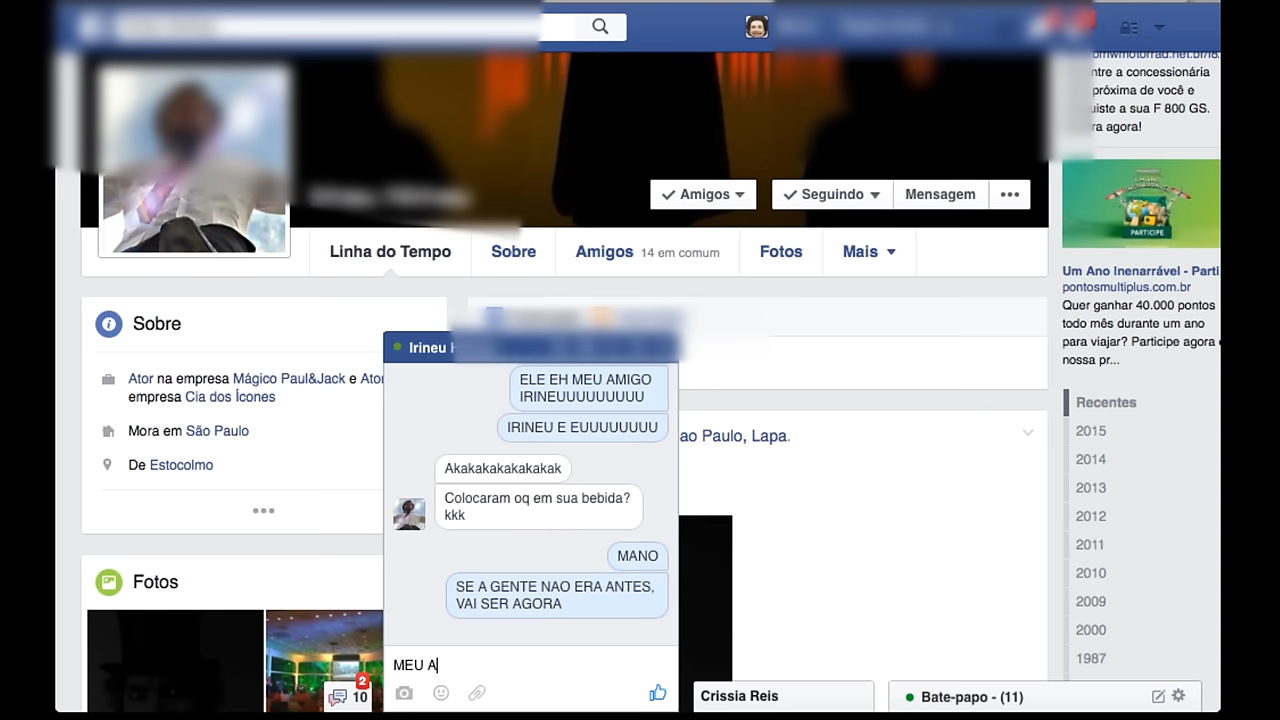 Amigos
Seguindo
Mensagem
Linha do Tempo
Sobre
Amigos 14 em comum
Fotos
Mais
Sobre
Ator na empresa Mágico Paul&Jack e Ator
empresa Cia dos Ícones
Mora em São Paulo
De Estocolmo
Fotos
2
10
Irineu
ELE EH MEU AMIGO
IRINEUUUUUUUUU
IRINEU E EUUUUUUUU
Akakakakakakakak
Colocaram oq em sua bebida?
kkk
MANO
SE A GENTE NAO ERA ANTES,
VAI SER AGORA
MEU A
ao Paulo, Lapa.
Crissia Reis
Bate-papo - (11)
ntre a concessionária
próxima de você e
uiste a sua F 800 GS.
ra agora!
PARTICIPE
Um Ano Inenarrável - Parti
pontosmultiplus.com.br
Quer ganhar 40.000 pontos
todo mês durante um ano
para viajar? Participe agora
nossa pr...
Recentes
2015
2014
2013
2012
2011
2010
2009
2000
1987